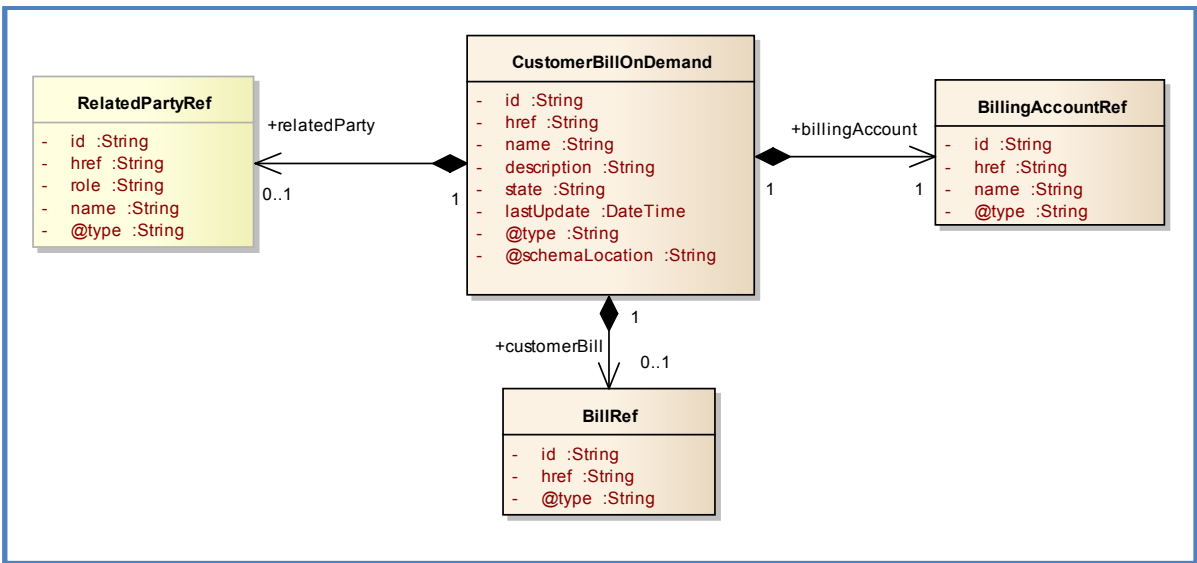 CustomerBillOnDemand
- id :String
- href :String
- name :String
- description :String
- state :String
- lastUpdate :DateTime
- @type :String
- @schemaLocation :String
RelatedPartyRef
- id :String
- href :String
- role :String
- name :String
- @type :String
+relatedParty
0..1
1
BillingAccountRef
- id :String
- href :String
- name :String
- @type :String
+billingAccount
1
1
+customerBill
1
0..1
BillRef
- id :String
- href :String
- @type :String